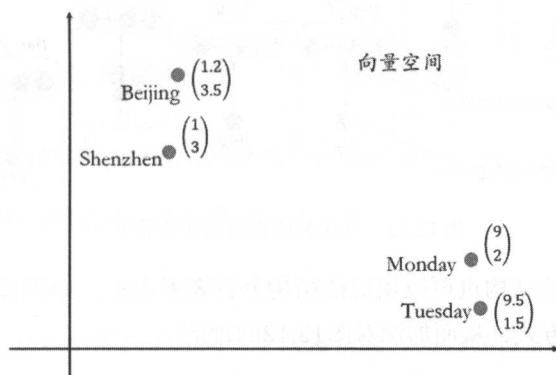 向量空间
Beijing (1.2 3.5)
Shenzhen (1 3)
Monday (9 2)
Tuesday (9.5 1.5)